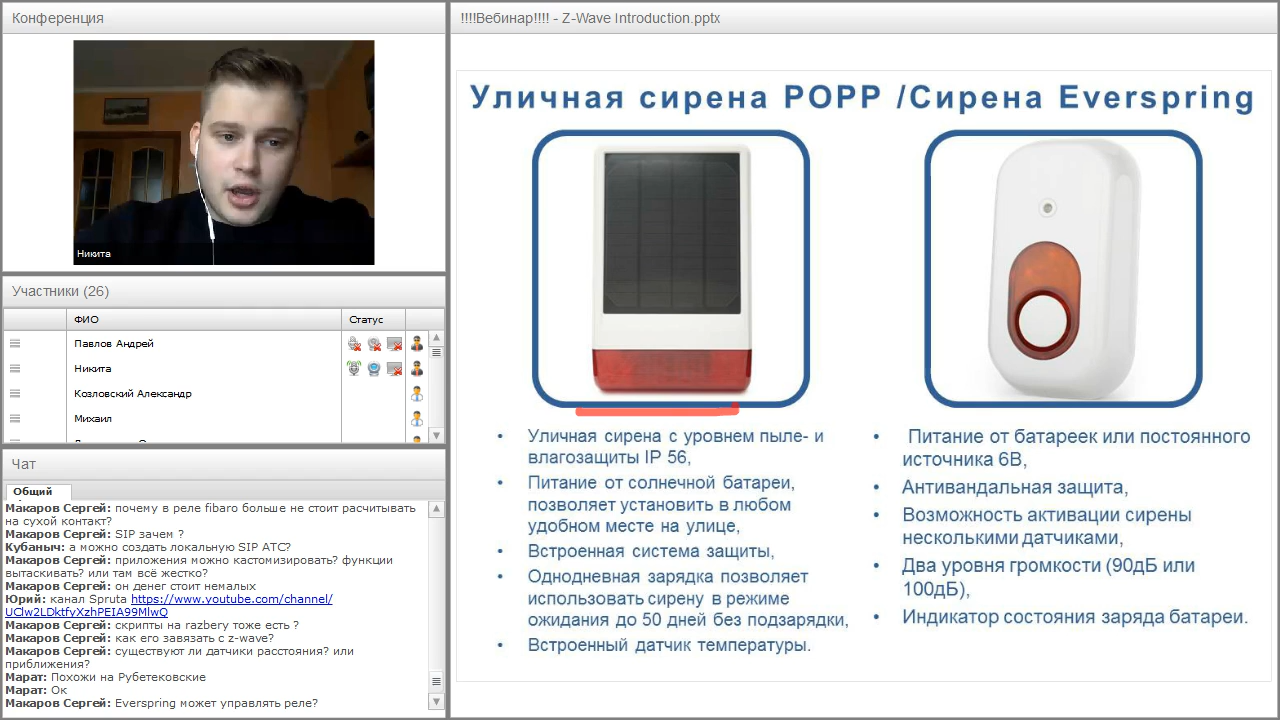 Конференция
Никита
Участники (26)
ФИО
Статус
Павлов Андрей
Никита
Козловский Александр
Михаил
Чат
Общий
Макаров Сергей: почему в реле fibaro больше не стоит расчитывать
на сухой контакт?
Макаров Сергей: SIP зачем ?
Кубаныч: а можно создать локальную SIP АТС?
Макаров Сергей: приложения можно кастомизировать? функции
вытаскивать? или там всё жестко?
Макаров Сергей: он денег стоит немалых
Юрий: канал Spruta https://www.youtube.com/channel/
UClw2LDktfyXzhPEIA99MlwQ
Макаров Сергей: скрипты на razbery тоже есть ?
Макаров Сергей: как его завязать с z-wave?
Макаров Сергей: существуют ли датчики расстояния? или
приближения?
Марат: Похожи на Рубетековские
Марат: Ок
Макаров Сергей: Everspring может управлять реле?
!!!!Вебинар!!!! - Z-Wave Introduction.pptx
Уличная сирена POPP /Сирена Everspring
• Уличная сирена с уровнем пыле- и
влагозащиты IP 56,
• Питание от солнечной батареи,
позволяет установить в любом
удобном месте на улице,
• Встроенная система защиты,
• Однодневная зарядка позволяет
использовать сирену в режиме
ожидания до 50 дней без подзарядки,
• Встроенный датчик температуры.
• Питание от батареек или постоянного
источника 6В,
• Антивандальная защита,
• Возможность активации сирены
несколькими датчиками,
• Два уровня громкости (90дБ или
100дБ),
• Индикатор состояния заряда батареи.